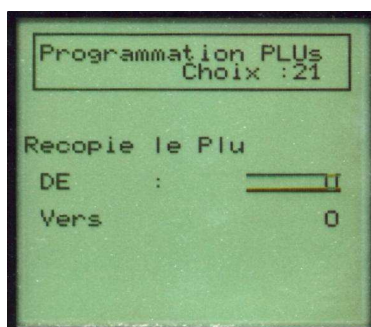 Programmation PLUs
Choix :21
Recopie le Plu
DE :
Vers 0